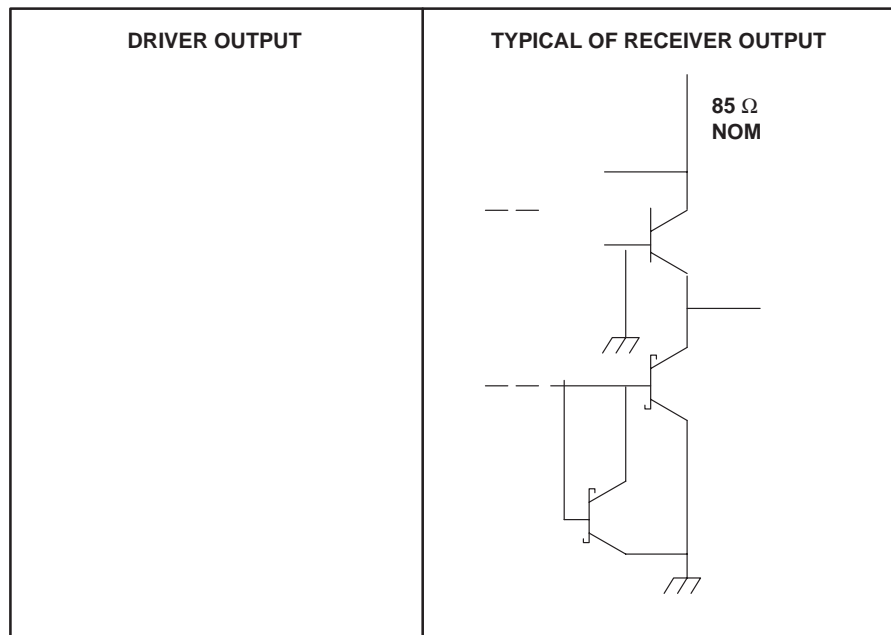 DRIVER OUTPUT
TYPICAL OF RECEIVER OUTPUT
85 Ω
NOM